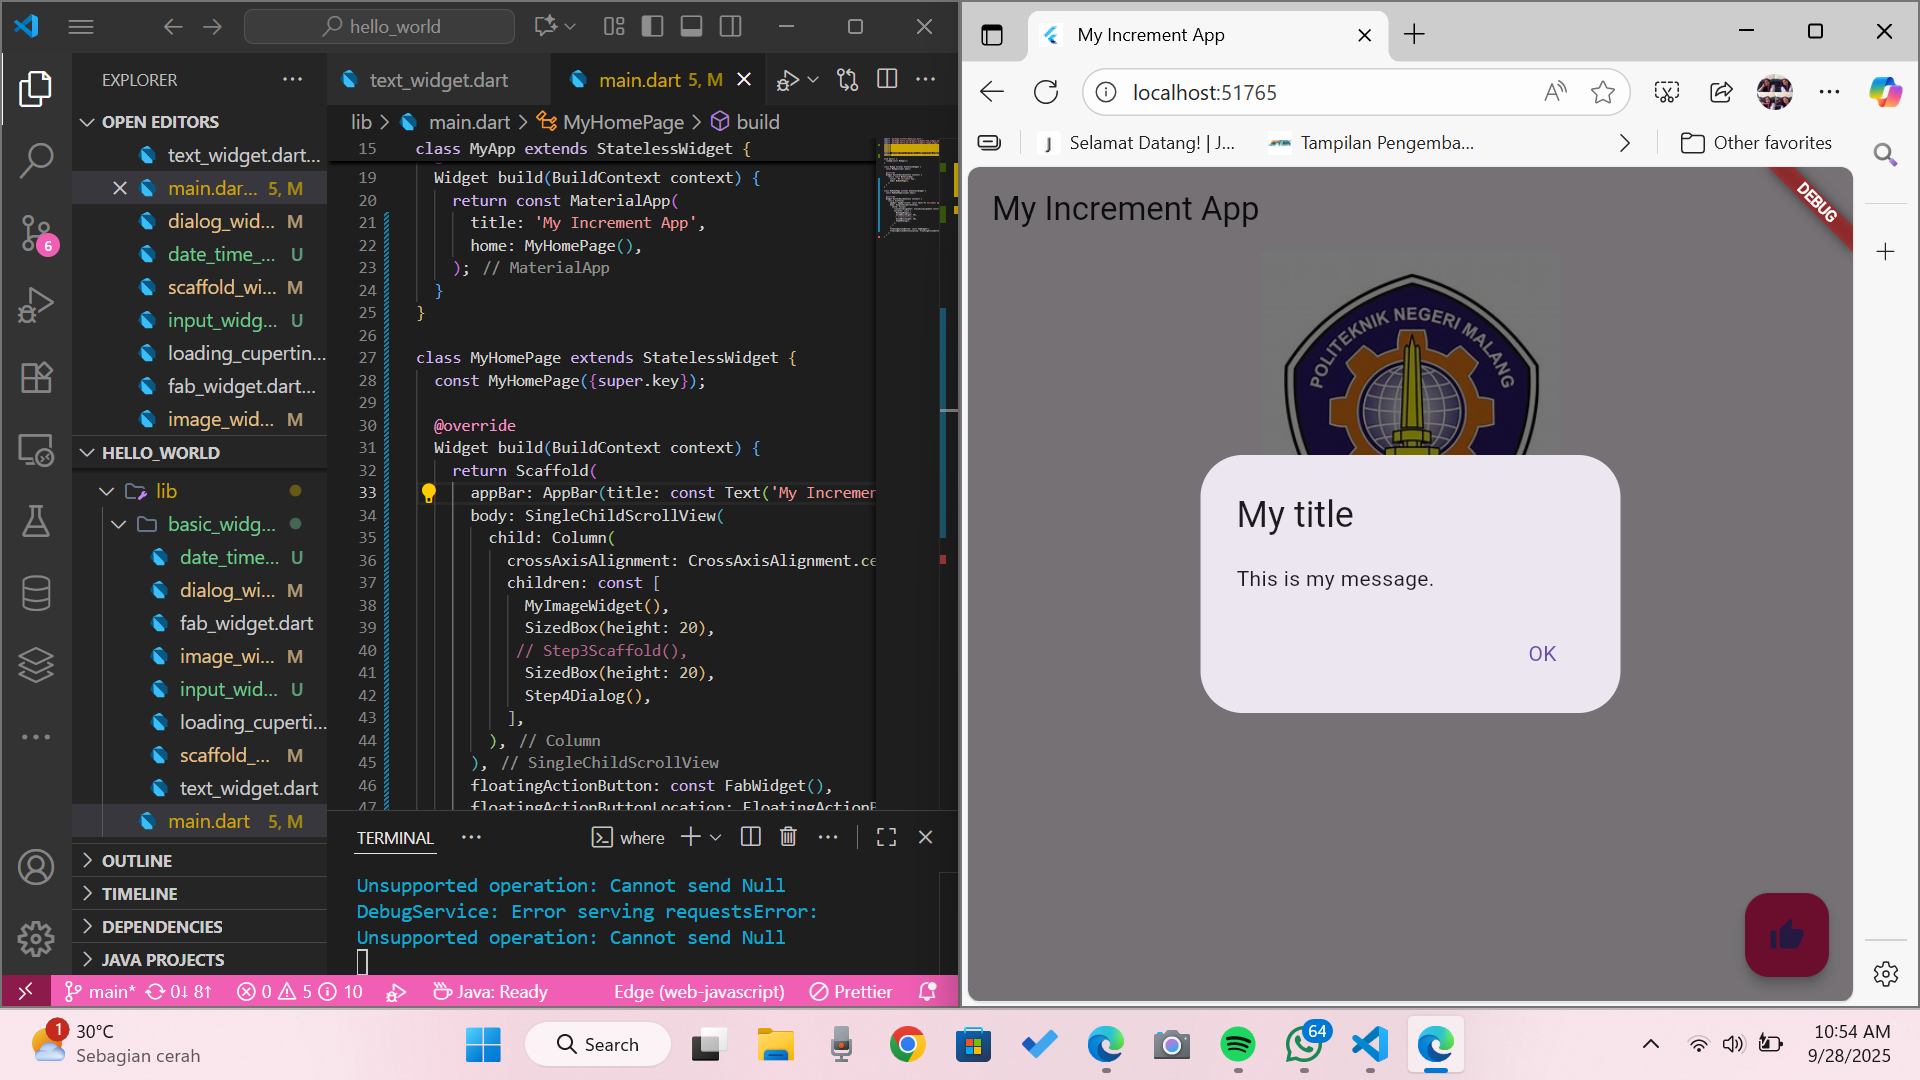 hello_world
EXPLORER
OPEN EDITORS
text_widget.dart...
main.dar... 5, M
dialog_wid... M
date_time_... U
scaffold_wi... M
input_widg... U
loading_cupertin...
fab_widget.dart...
image_wid... M
HELLO_WORLD
lib
basic_widg...
date_time... U
dialog_wi... M
fab_widget.dart
image_wi... M
input_wid... U
loading_cuperti...
scaffold_... M
text_widget.dart
main.dart 5, M
OUTLINE
TIMELINE
DEPENDENCIES
JAVA PROJECTS
6
text_widget.dart
main.dart 5, M
lib > main.dart > MyHomePage > build
15 class MyApp extends StatelessWidget {
19 Widget build(BuildContext context) {
20 return const MaterialApp(
21 title: 'My Increment App',
22 home: MyHomePage(),
23 ); // MaterialApp
24 }
25 }
26
27 class MyHomePage extends StatelessWidget {
28 const MyHomePage({super.key});
29
30 @override
31 Widget build(BuildContext context) {
32 return Scaffold(
33 appBar: AppBar(title: const Text('My Incremen
34 body: SingleChildScrollView(
35 child: Column(
36 crossAxisAlignment: CrossAxisAlignment.ce
37 children: const [
38 MyImageWidget(),
39 SizedBox(height: 20),
40 // Step3Scaffold(),
41 SizedBox(height: 20),
42 Step4Dialog(),
43 ],
44 ), // Column
45 ), // SingleChildScrollView
46 floatingActionButton: const FabWidget(),
47 floatingActionButtonLocation: FloatingActionB
TERMINAL
where
Unsupported operation: Cannot send Null
DebugService: Error serving requestsError:
Unsupported operation: Cannot send Null
main* 0↓ 8↑ 0 5 10 Java: Ready Edge (web-javascript) Prettier
My Increment App
localhost:51765
Selamat Datang! | J...
Tampilan Pengemba...
Other favorites
My Increment App
DEBUG
POLITEKNIK NEGERI MALANG
My title
This is my message.
OK
1
30°C
Sebagian cerah
Search
64
10:54 AM
9/28/2025